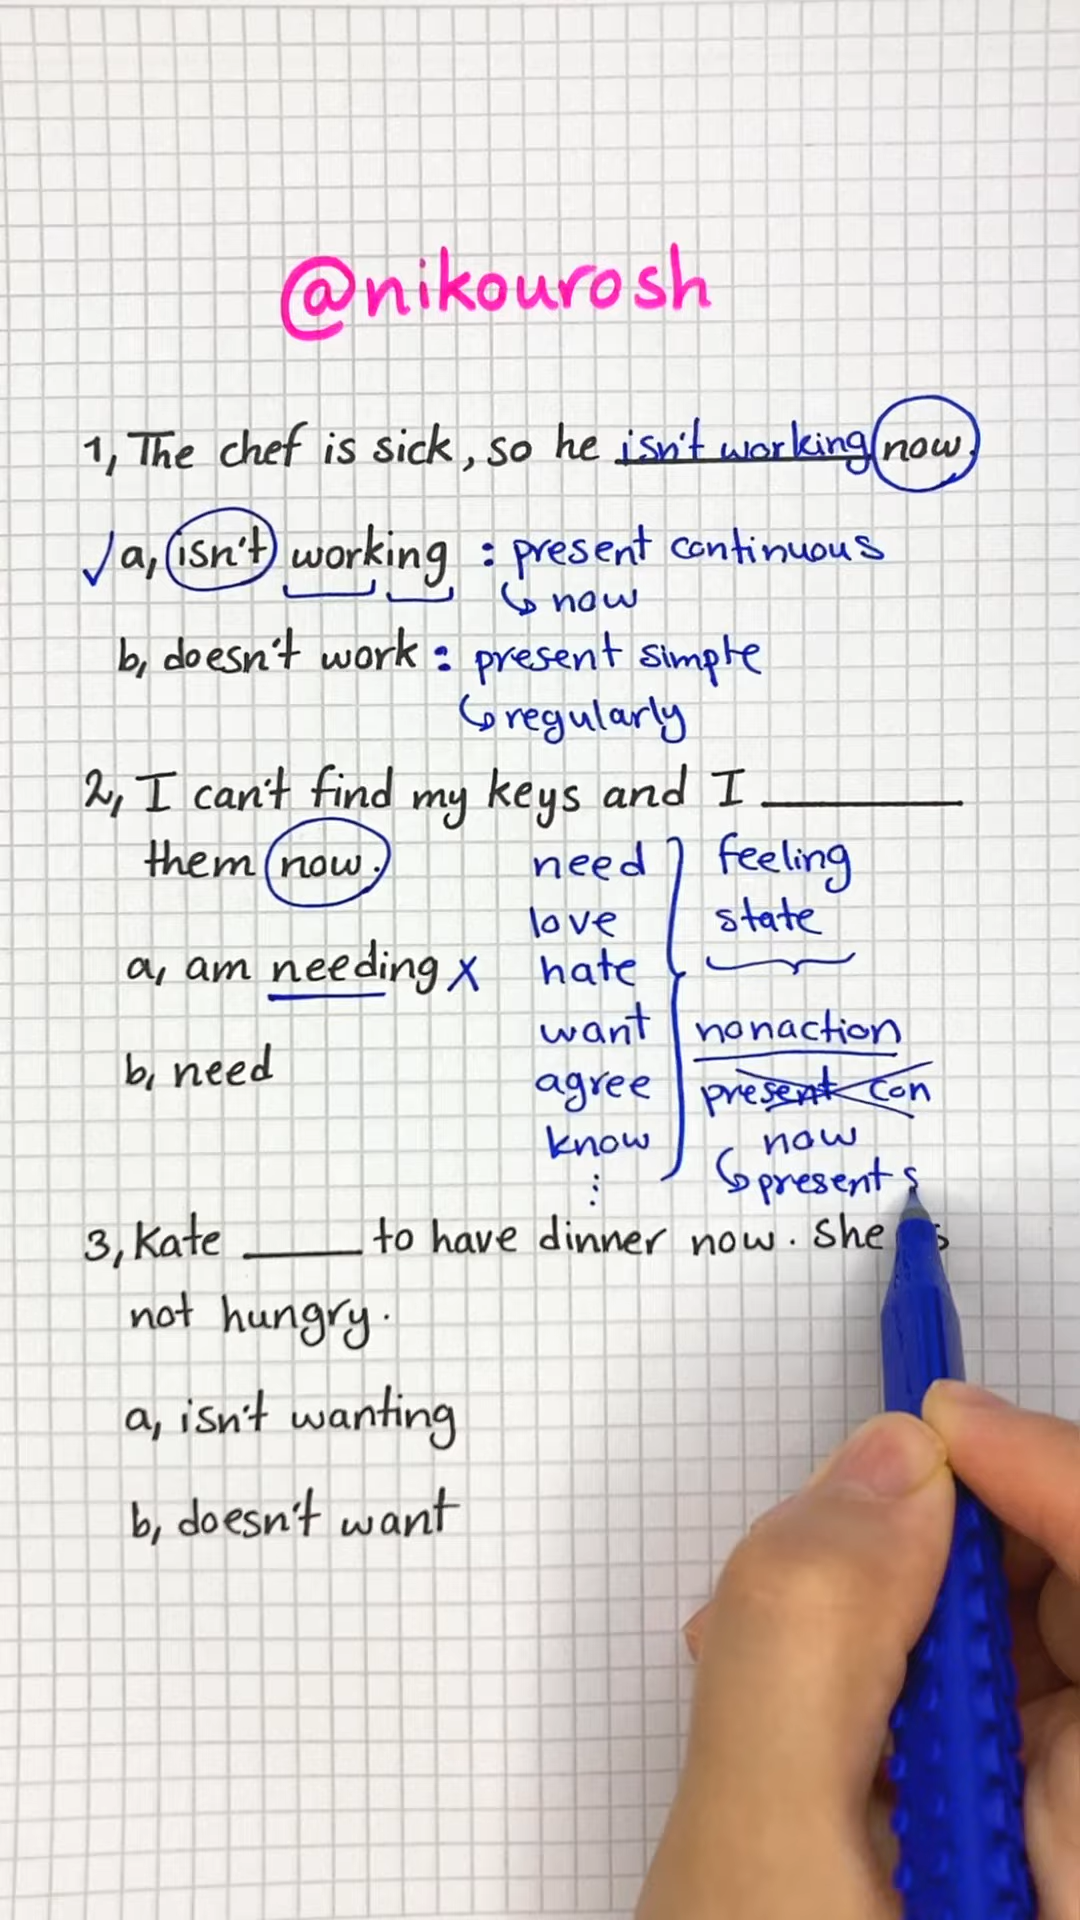 @nikourosh
1, The chef is sick, so he isn't working now.
a, isn't working : present continuous
now
b, doesn't work : present simple
regularly
2, I can't find my keys and I
them now.
need
love
hate
want
agree
know
feeling
state
nonaction
present con
now
present s
a, am needing x
b, need
3, Kate ____ to have dinner now. She
not hungry.
a, isn't wanting
b, doesn't want